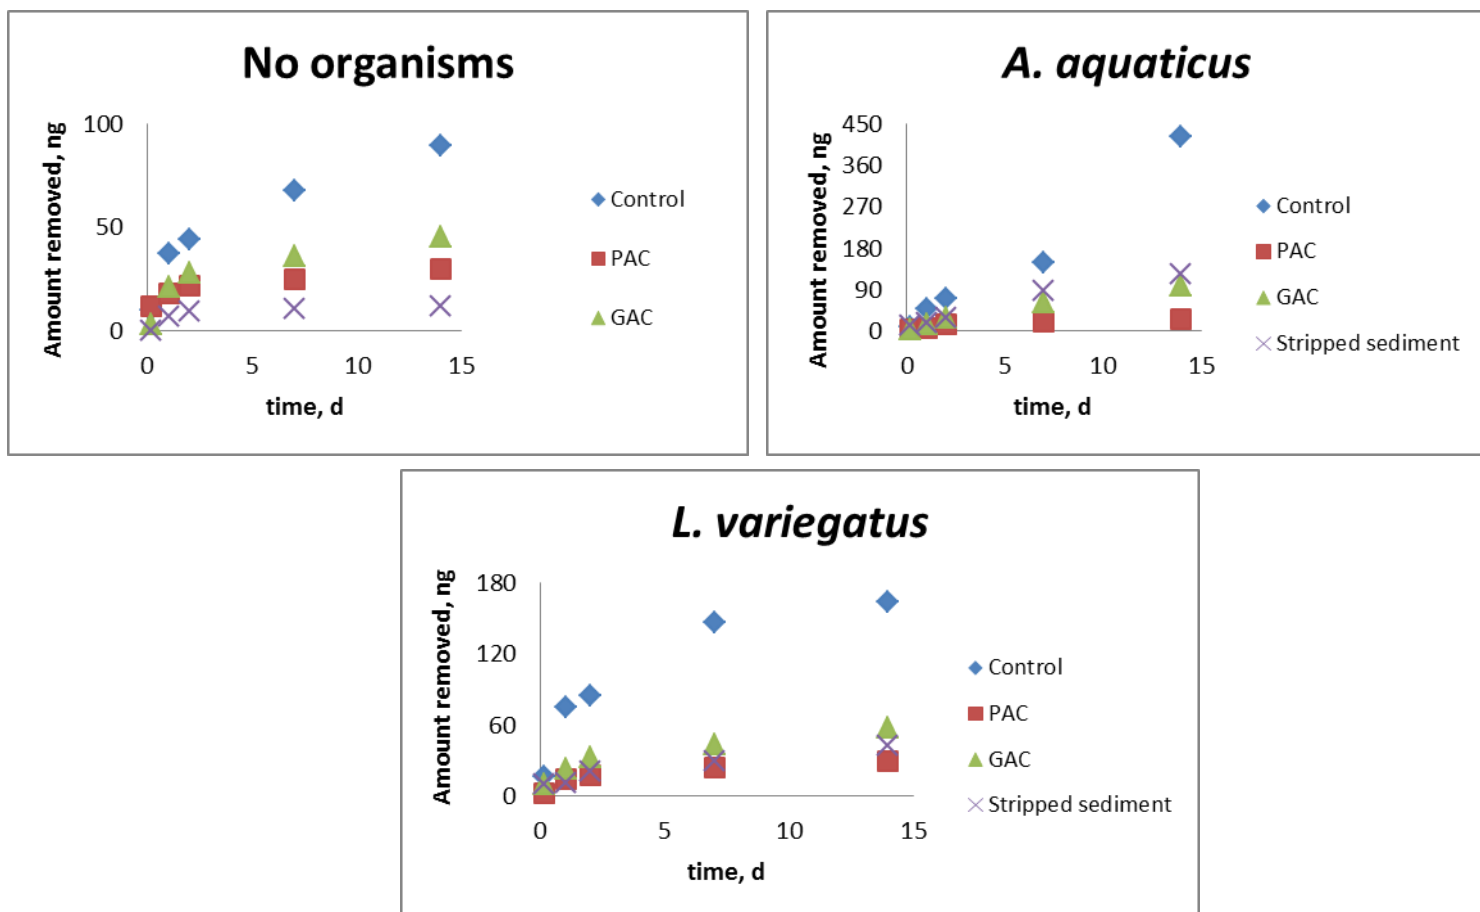 No organisms
Amount removed, ng
100
50
0
0 5 10 15
time, d
Control
PAC
GAC
A. aquaticus
Amount removed, ng
450
360
270
180
90
0
0 5 10 15
time, d
Control
PAC
GAC
Stripped sediment
L. variegatus
Amount removed, ng
180
120
60
0
0 5 10 15
time, d
Control
PAC
GAC
Stripped sediment